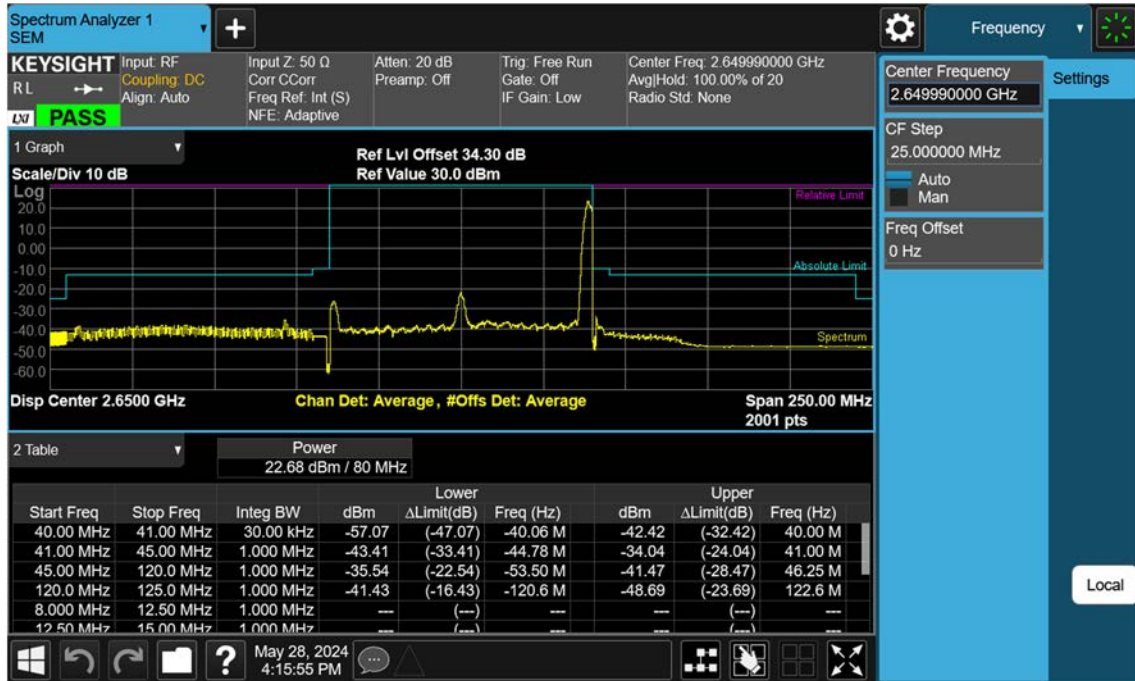 Spectrum Analyzer 1
SEM
Frequency
KEYSIGHT
Input: RF
Coupling: DC
Align: Auto
Input Z: 50 Ω
Corr CCorr
Freq Ref: Int (S)
NFE: Adaptive
Atten: 20 dB
Preamp: Off
Trig: Free Run
Gate: Off
IF Gain: Low
Center Freq: 2.649990000 GHz
Avg|Hold: 100.00% of 20
Radio Std: None
R L
LXI
PASS
Center Frequency
2.649990000 GHz
Settings
CF Step
25.000000 MHz
Auto
Man
Freq Offset
0 Hz
1 Graph
Ref Lvl Offset 34.30 dB
Scale/Div 10 dB
Ref Value 30.0 dBm
Log
Relative Limit
20.0
10.0
0.00
-10.0
Absolute Limit
-20.0
-30.0
-40.0
Spectrum
-50.0
-60.0
Disp Center 2.6500 GHz
Chan Det: Average, #Offs Det: Average
Span 250.00 MHz
2001 pts
2 Table
Power
22.68 dBm / 80 MHz
Lower Upper
Start Freq Stop Freq Integ BW dBm ΔLimit(dB) Freq (Hz) dBm ΔLimit(dB) Freq (Hz)
40.00 MHz 41.00 MHz 30.00 kHz -57.07 (-47.07) -40.06 M -42.42 (-32.42) 40.00 M
41.00 MHz 45.00 MHz 1.000 MHz -43.41 (-33.41) -44.78 M -34.04 (-24.04) 41.00 M
45.00 MHz 120.0 MHz 1.000 MHz -35.54 (-22.54) -53.50 M -41.47 (-28.47) 46.25 M
120.0 MHz 125.0 MHz 1.000 MHz -41.43 (-16.43) -120.6 M -48.69 (-23.69) 122.6 M
8.000 MHz 12.50 MHz 1.000 MHz --- (---) --- --- (---) ---
12.50 MHz 15.00 MHz 1.000 MHz --- (---) --- --- (---) ---
Local
?
May 28, 2024
4:15:55 PM